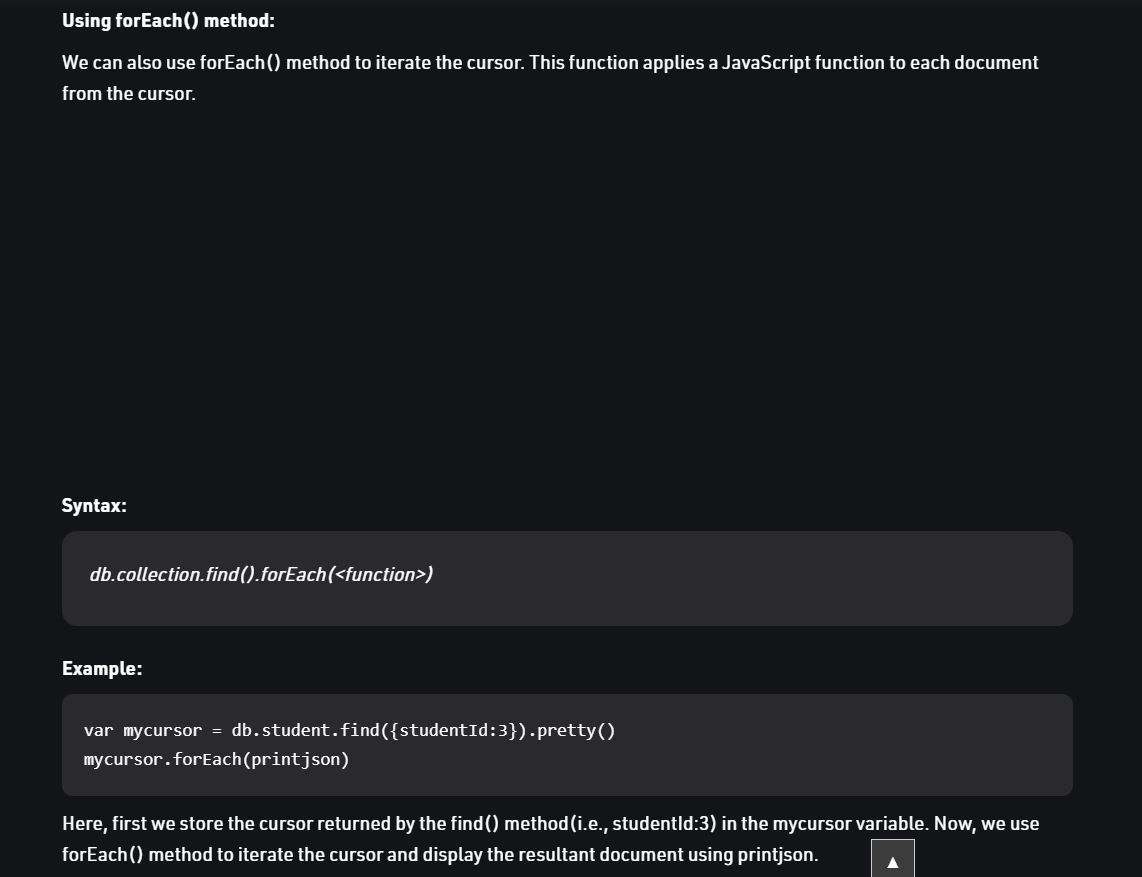 Using forEach() method:
We can also use forEach() method to iterate the cursor. This function applies a JavaScript function to each document
from the cursor.
Syntax:
db.collection.find().forEach(<function>)
Example:
var mycursor = db.student.find({studentId:3}).pretty()
mycursor.forEach(printjson)
Here, first we store the cursor returned by the find() method(i.e., studentId:3) in the mycursor variable. Now, we use
forEach() method to iterate the cursor and display the resultant document using printjson.